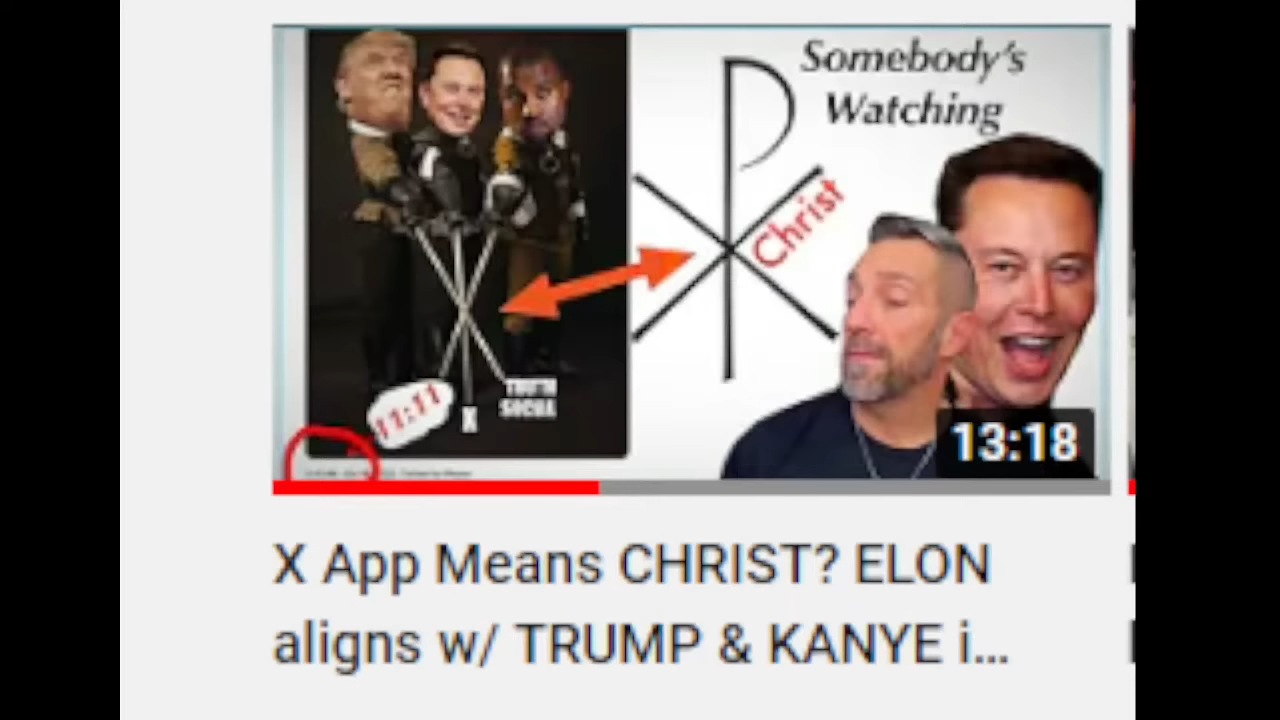 Somebody's
Watching
Christ
11:11
X
TRUTH
SOCIAL
13:18
X App Means CHRIST? ELON
aligns w/ TRUMP & KANYE i...